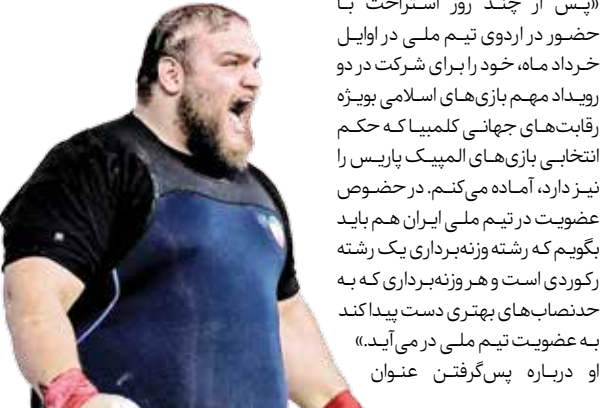 «پس از چند روز استراحت با
حضور در اردوی تیم ملی در اوایل
خرداد ماه، خود را برای شرکت در دو
رویداد مهم بازی‌های اسلامی بویژه
رقابت‌های جهانی کلمبیا که حکم
انتخابی بازی‌های المپیک پاریس را
نیز دارد، آماده می‌کنم. در خصوص
عضویت در تیم ملی ایران هم باید
بگویم که رشته وزنه‌برداری یک رشته
رکوردی است و هر وزنه‌برداری که به
حدنصاب‌های بهتری دست پیدا کند
به عضویت تیم ملی در می‌آید.»
او درباره پس‌گرفتن عنوان